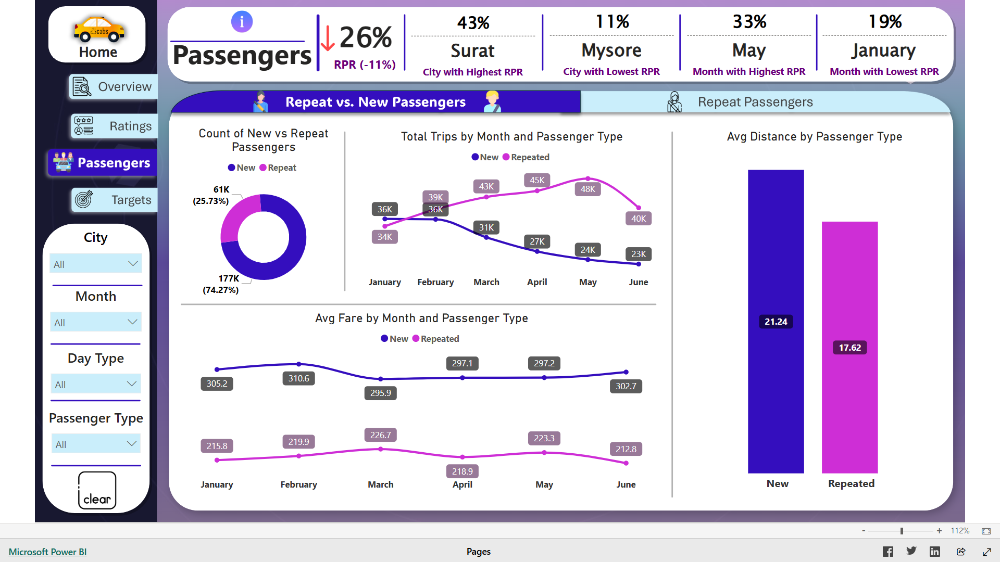 cabs
Home
Overview
Ratings
Passengers
Targets
City
All
Month
All
Day Type
All
Passenger Type
All
clear
i
Passengers
26%
RPR (-11%)
43%
Surat
City with Highest RPR
11%
Mysore
City with Lowest RPR
33%
May
Month with Highest RPR
19%
January
Month with Lowest RPR
Repeat vs. New Passengers
Repeat Passengers
Count of New vs Repeat
Passengers
New Repeat
61K
(25.73%)
177K
(74.27%)
Total Trips by Month and Passenger Type
New Repeated
36K
39K
36K
43K
45K
48K
34K
31K
27K
24K
40K
23K
January February March April May June
Avg Fare by Month and Passenger Type
New Repeated
305.2
310.6
295.9
297.1
297.2
302.7
215.8
219.9
226.7
218.9
223.3
212.8
January February March April May June
Avg Distance by Passenger Type
21.24
17.62
New Repeated
- + 112%
Microsoft Power BI
Pages